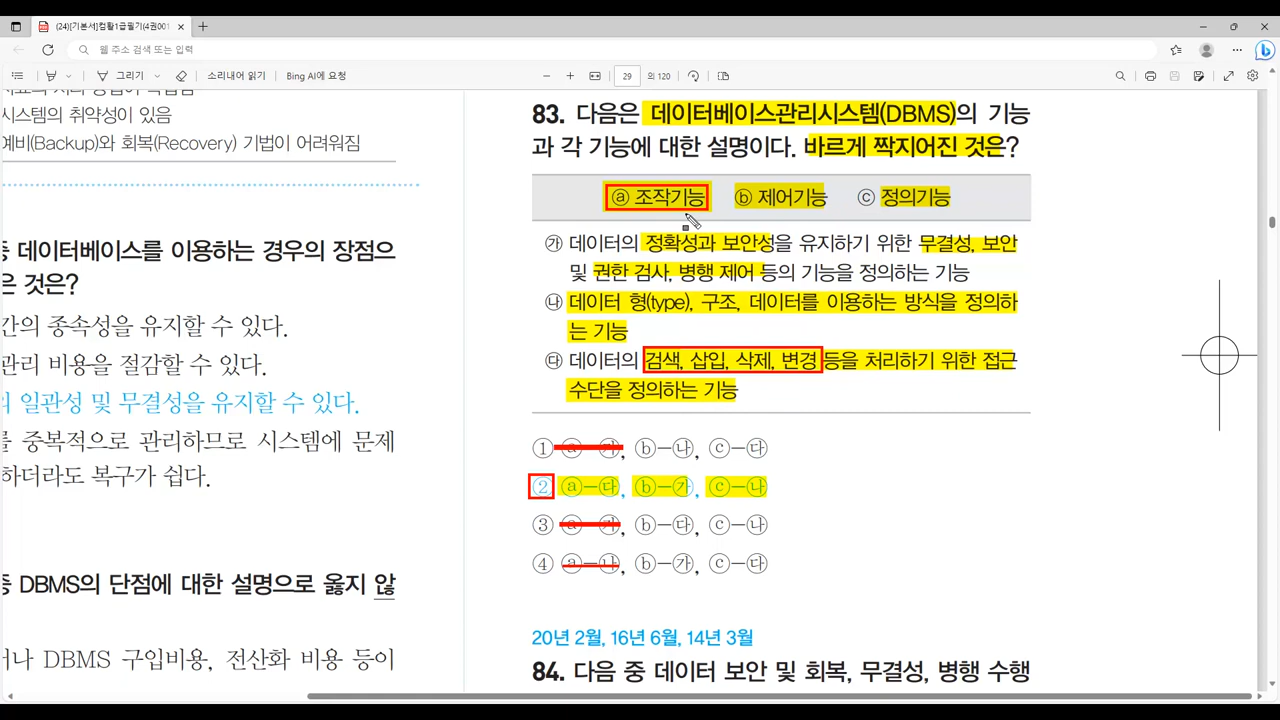 (24)[기본서]컴활1급필기(4권001
웹 주소 검색 또는 입력
그리기
소리내어 읽기
Bing AI에 요청
29
의 120
시스템의 취약성이 있음
예비(Backup)와 회복(Recovery) 기법이 어려워짐
중 데이터베이스를 이용하는 경우의 장점으
은 것은?
간의 종속성을 유지할 수 있다.
관리 비용을 절감할 수 있다.
의 일관성 및 무결성을 유지할 수 있다.
를 중복적으로 관리하므로 시스템에 문제
하더라도 복구가 쉽다.
중 DBMS의 단점에 대한 설명으로 옳지 않
DBMS 구입비용, 전산화 비용 등이
83. 다음은 데이터베이스관리시스템(DBMS)의 기능
과 각 기능에 대한 설명이다. 바르게 짝지어진 것은?
ⓐ 조작기능 ⓑ 제어기능 ⓒ 정의기능
㉮ 데이터의 정확성과 보안성을 유지하기 위한 무결성, 보안
및 권한 검사, 병행 제어 등의 기능을 정의하는 기능
㉯ 데이터 형(type), 구조, 데이터를 이용하는 방식을 정의하
는 기능
㉰ 데이터의 검색, 삽입, 삭제, 변경 등을 처리하기 위한 접근
수단을 정의하는 기능
① ⓐ-㉮, ⓑ-㉯, ⓒ-㉰
② ⓐ-㉰, ⓑ-㉮, ⓒ-㉯
③ ⓐ-㉮, ⓑ-㉰, ⓒ-㉯
④ ⓐ-㉯, ⓑ-㉮, ⓒ-㉰
20년 2월, 16년 6월, 14년 3월
84. 다음 중 데이터 보안 및 회복, 무결성, 병행 수행